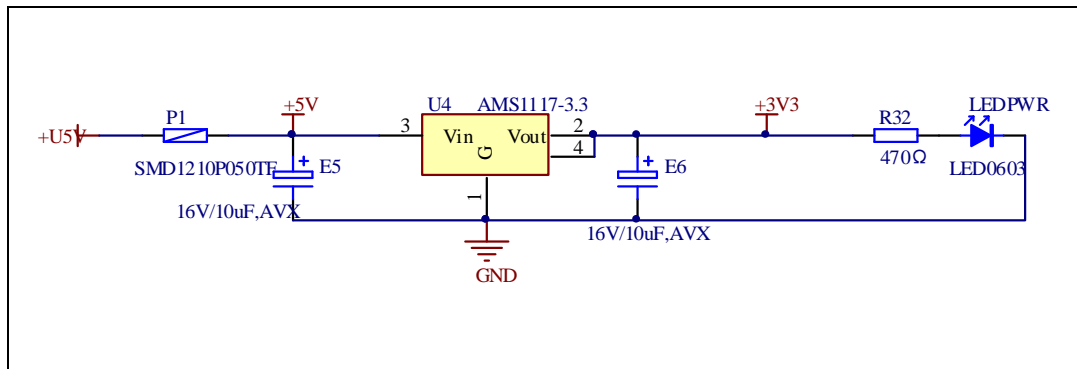 P1
+5V
U4
AMS1117-3.3
+3V3
LEDPWR
+U5V
3
Vin
Vout
2
4
G
1
R32
470Ω
LED0603
SMD1210P050TF
+
E5
+
E6
16V/10uF,AVX
16V/10uF,AVX
GND